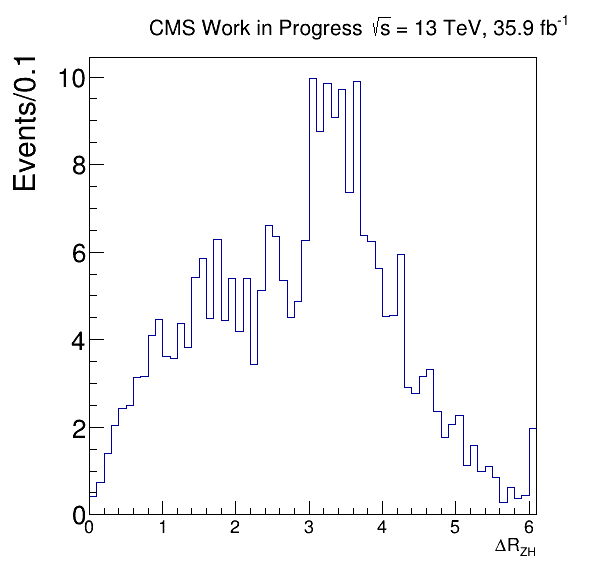 CMS Work in Progress √s = 13 TeV, 35.9 fb⁻¹
Events/0.1
10
8
6
4
2
0
0 1 2 3 4 5 6
ΔR_ZH